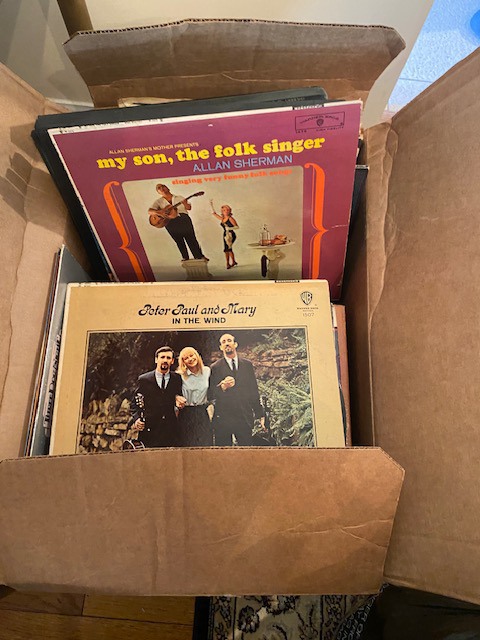 ALLAN SHERMAN'S MOTHER PRESENTS
my son, the folk singer
ALLAN SHERMAN
singing very funny folk songs
Peter Paul and Mary
IN THE WIND